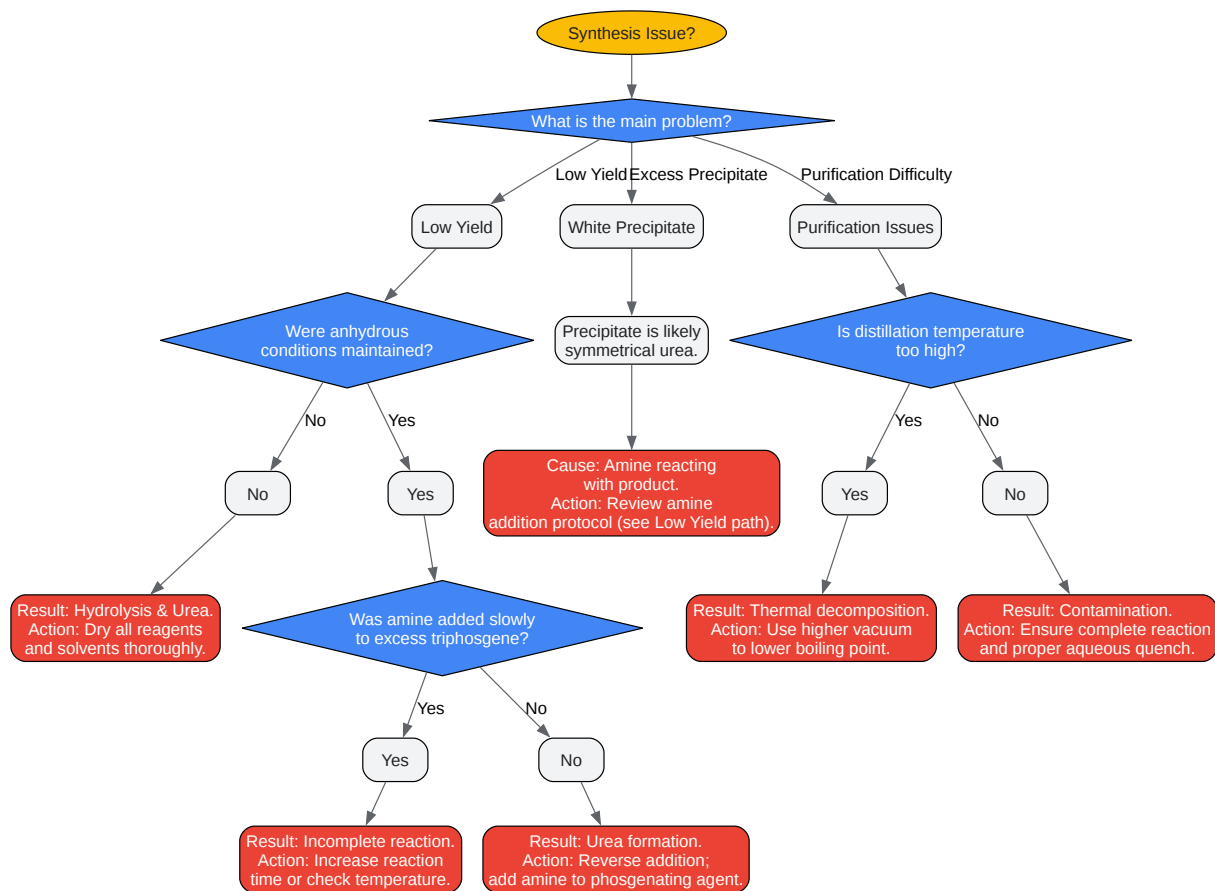 Synthesis Issue?
What is the main problem?
Low Yield
Excess Precipitate
Purification Difficulty
Low Yield
White Precipitate
Purification Issues
Were anhydrous
conditions maintained?
Precipitate is likely
symmetrical urea.
Is distillation temperature
too high?
No
Yes
Yes
No
No
Yes
Cause: Amine reacting
with product.
Action: Review amine
addition protocol (see Low Yield path).
Yes
No
Result: Hydrolysis & Urea.
Action: Dry all reagents
and solvents thoroughly.
Was amine added slowly
to excess triphosgene?
Result: Thermal decomposition.
Action: Use higher vacuum
to lower boiling point.
Result: Contamination.
Action: Ensure complete reaction
and proper aqueous quench.
Yes
No
Yes
No
Result: Incomplete reaction.
Action: Increase reaction
time or check temperature.
Result: Urea formation.
Action: Reverse addition;
add amine to phosgenating agent.